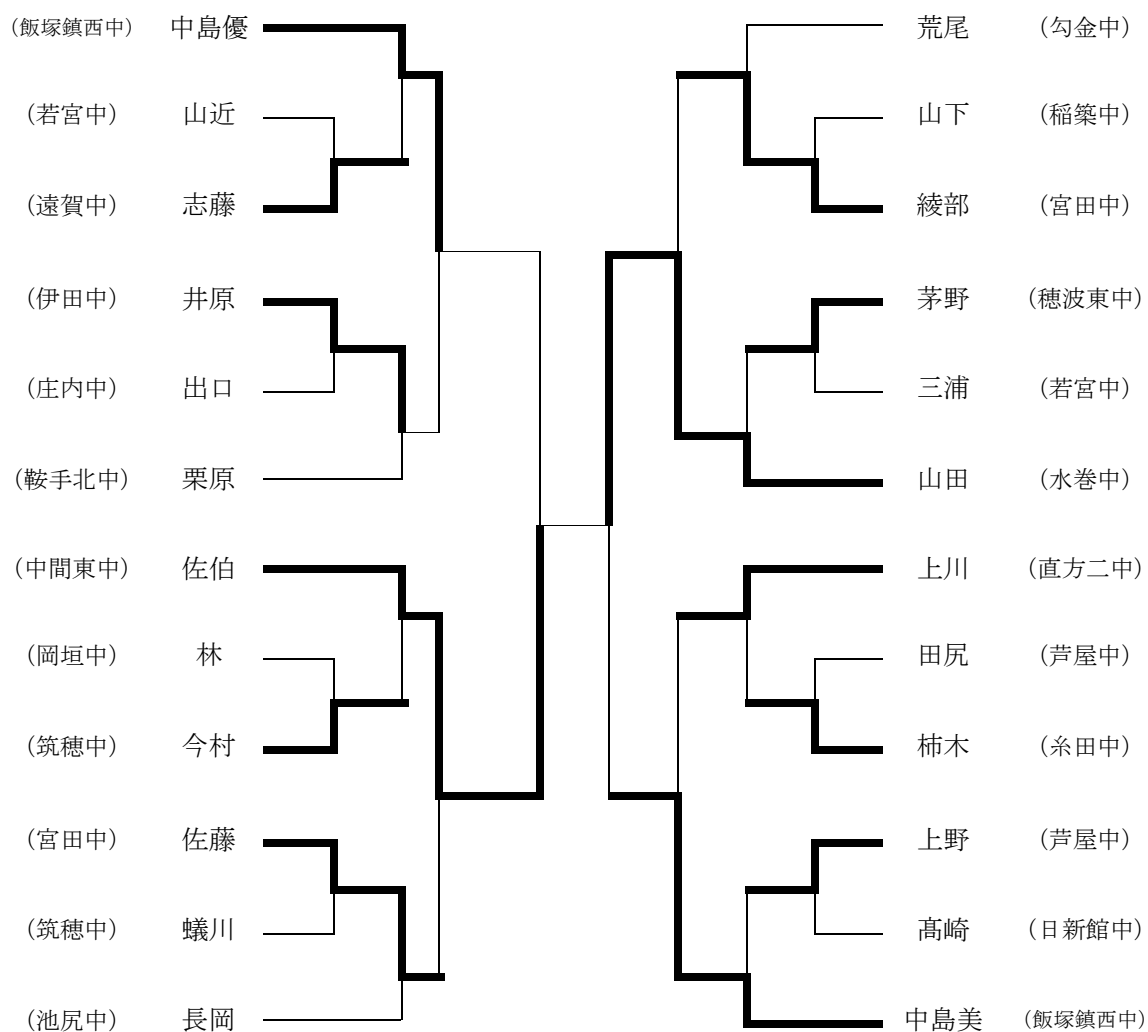 (飯塚鎮西中) 中島優 荒尾 (勾金中)
(若宮中) 山近 山下 (稲築中)
(遠賀中) 志藤 綾部 (宮田中)
(伊田中) 井原 茅野 (穂波東中)
(庄内中) 出口 三浦 (若宮中)
(鞍手北中) 栗原 山田 (水巻中)
(中間東中) 佐伯 上川 (直方二中)
(岡垣中) 林 田尻 (芦屋中)
(筑穂中) 今村 柿木 (糸田中)
(宮田中) 佐藤 上野 (芦屋中)
(筑穂中) 蟻川 髙崎 (日新館中)
(池尻中) 長岡 中島美 (飯塚鎮西中)